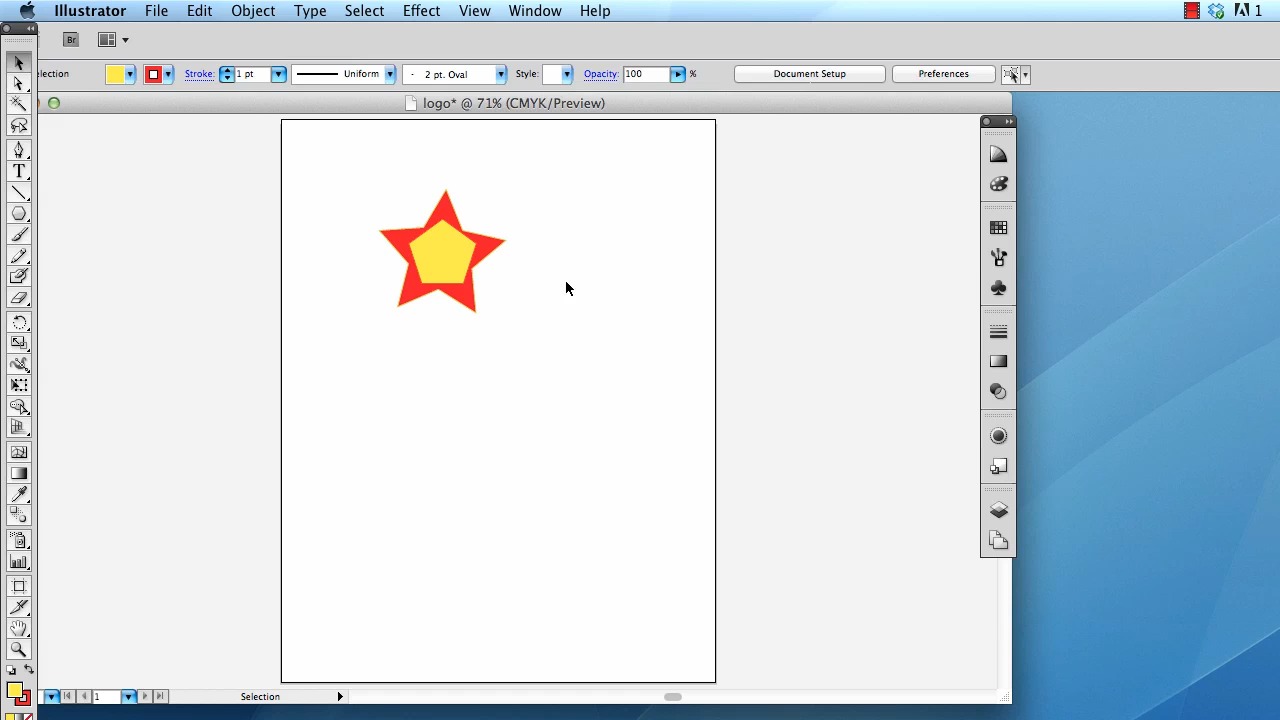 Illustrator File Edit Object Type Select Effect View Window Help 1
Br
election Stroke: 1 pt Uniform 2 pt. Oval Style: Opacity: 100 % Document Setup Preferences
logo* @ 71% (CMYK/Preview)
T
1 Selection